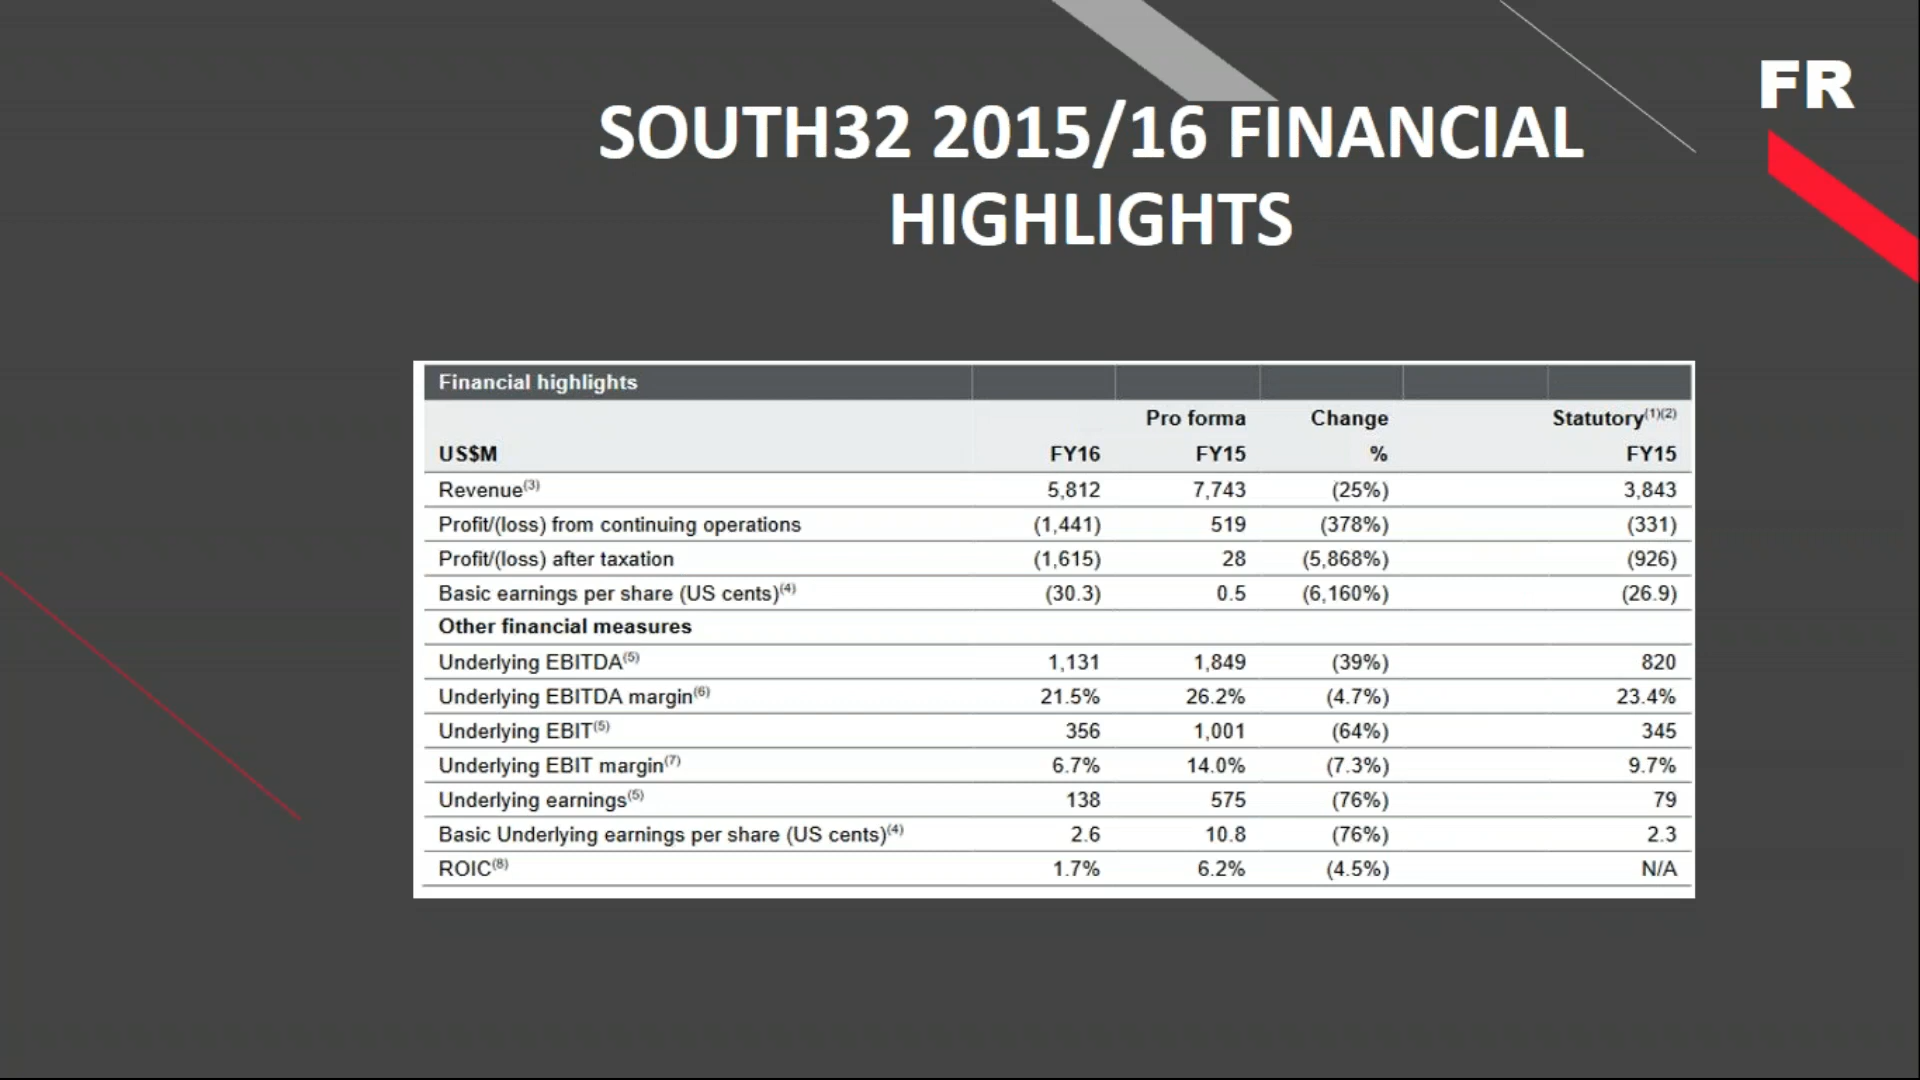 FR
SOUTH32 2015/16 FINANCIAL
HIGHLIGHTS
Financial highlights
Pro forma Change Statutory(1)(2)
US$M FY16 FY15 % FY15
Revenue(3) 5,812 7,743 (25%) 3,843
Profit/(loss) from continuing operations (1,441) 519 (378%) (331)
Profit/(loss) after taxation (1,615) 28 (5,868%) (926)
Basic earnings per share (US cents)(4) (30.3) 0.5 (6,160%) (26.9)
Other financial measures
Underlying EBITDA(5) 1,131 1,849 (39%) 820
Underlying EBITDA margin(6) 21.5% 26.2% (4.7%) 23.4%
Underlying EBIT(5) 356 1,001 (64%) 345
Underlying EBIT margin(7) 6.7% 14.0% (7.3%) 9.7%
Underlying earnings(5) 138 575 (76%) 79
Basic Underlying earnings per share (US cents)(4) 2.6 10.8 (76%) 2.3
ROIC(8) 1.7% 6.2% (4.5%) N/A